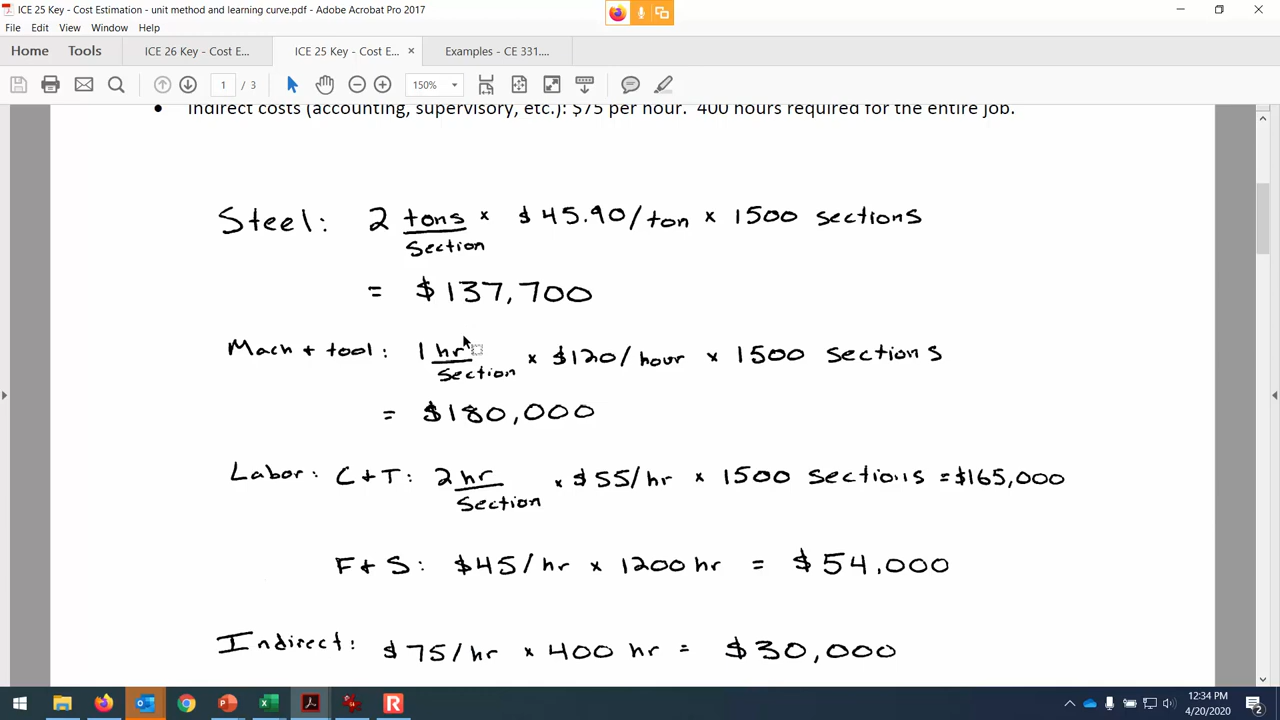 ICE 25 Key - Cost Estimation - unit method and learning curve.pdf - Adobe Acrobat Pro 2017
File Edit View Window Help
Home Tools ICE 26 Key - Cost E... ICE 25 Key - Cost E... × Examples - CE 331....
1 / 3 150%
• Indirect costs (accounting, supervisory, etc.): $75 per hour. 400 hours required for the entire job.
Steel: 2 tons/section × $45.90/ton × 1500 sections
= $137,700
Mach + tool: 1 hr/section × $120/hour × 1500 sections
= $180,000
Labor: C + T: 2 hr/section × $55/hr × 1500 sections = $165,000
F + S: $45/hr × 1200 hr = $54,000
Indirect: $75/hr × 400 hr = $30,000
12:34 PM
4/20/2020
2